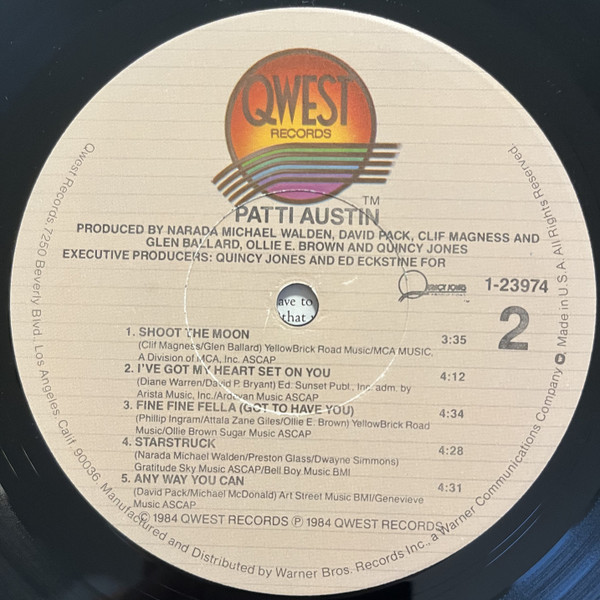 QWEST
RECORDS
TM
PATTI AUSTIN
PRODUCED BY NARADA MICHAEL WALDEN, DAVID PACK, CLIF MAGNESS AND
GLEN BALLARD, OLLIE E. BROWN AND QUINCY JONES
EXECUTIVE PRODUCERS: QUINCY JONES AND ED ECKSTINE FOR
1-23974
2
ave to
that
1. SHOOT THE MOON 3:35
(Clif Magness/Glen Ballard) YellowBrick Road Music/MCA MUSIC,
A Division of MCA, Inc. ASCAP
2. I'VE GOT MY HEART SET ON YOU 4:12
(Diane Warren/David P. Bryant) Ed. Sunset Publ., Inc. adm. by
Arista Music, Inc./Ardavan Music ASCAP
3. FINE FINE FELLA (GOT TO HAVE YOU) 4:34
(Phillip Ingram/Attala Zane Giles/Ollie E. Brown) YellowBrick Road
Music/Ollie Brown Sugar Music ASCAP
4. STARSTRUCK 4:28
(Narada Michael Walden/Preston Glass/Dwayne Simmons)
Gratitude Sky Music ASCAP/Bell Boy Music BMI
5. ANY WAY YOU CAN 4:31
(David Pack/Michael McDonald) Art Street Music BMI/Genevieve
Music ASCAP
© 1984 QWEST RECORDS ℗ 1984 QWEST RECORDS
Qwest Records 7250 Beverly Blvd. Los Angeles, Calif. 90036. Manufactured and Distributed by Warner Bros. Records Inc., a Warner Communications Company Made in U.S.A. All Rights Reserved.